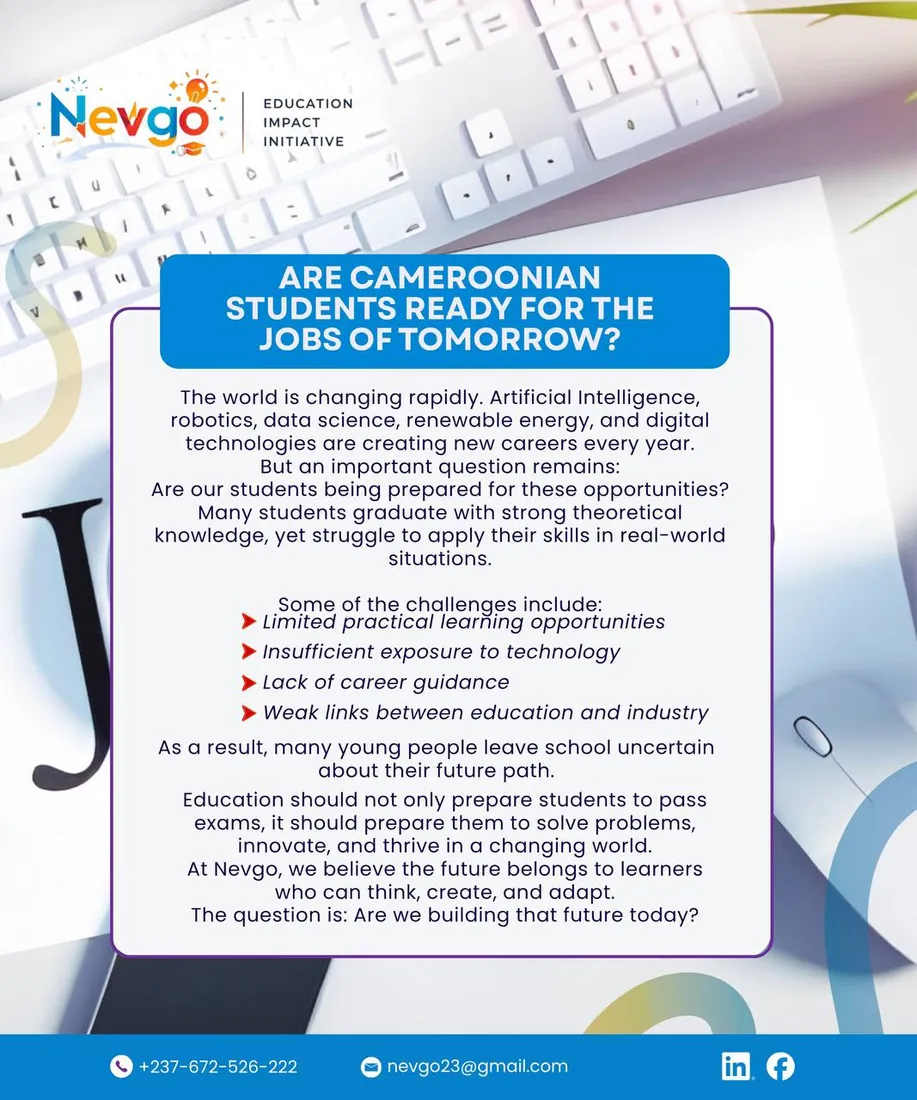 Nevgo
EDUCATION
IMPACT
INITIATIVE
ARE CAMEROONIAN
STUDENTS READY FOR THE
JOBS OF TOMORROW?
The world is changing rapidly. Artificial Intelligence,
robotics, data science, renewable energy, and digital
technologies are creating new careers every year.
But an important question remains:
Are our students being prepared for these opportunities?
Many students graduate with strong theoretical
knowledge, yet struggle to apply their skills in real-world
situations.
Some of the challenges include:
Limited practical learning opportunities
Insufficient exposure to technology
Lack of career guidance
Weak links between education and industry
As a result, many young people leave school uncertain
about their future path.
Education should not only prepare students to pass
exams, it should prepare them to solve problems,
innovate, and thrive in a changing world.
At Nevgo, we believe the future belongs to learners
who can think, create, and adapt.
The question is: Are we building that future today?
+237-672-526-222
nevgo23@gmail.com
in
f